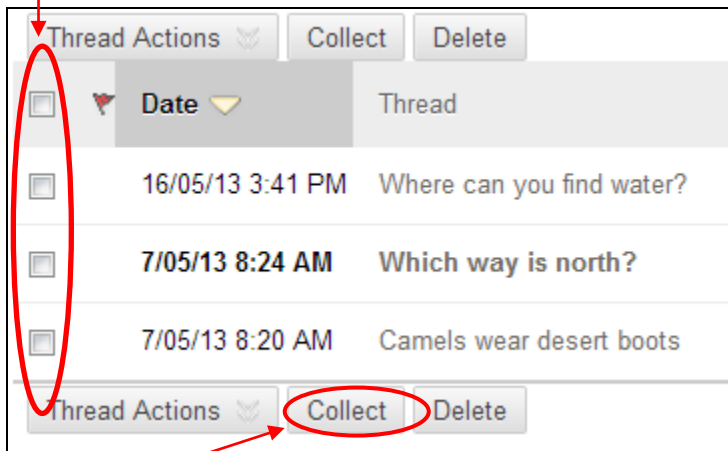 Thread Actions Collect Delete
Date Thread
16/05/13 3:41 PM Where can you find water?
7/05/13 8:24 AM Which way is north?
7/05/13 8:20 AM Camels wear desert boots
Thread Actions Collect Delete